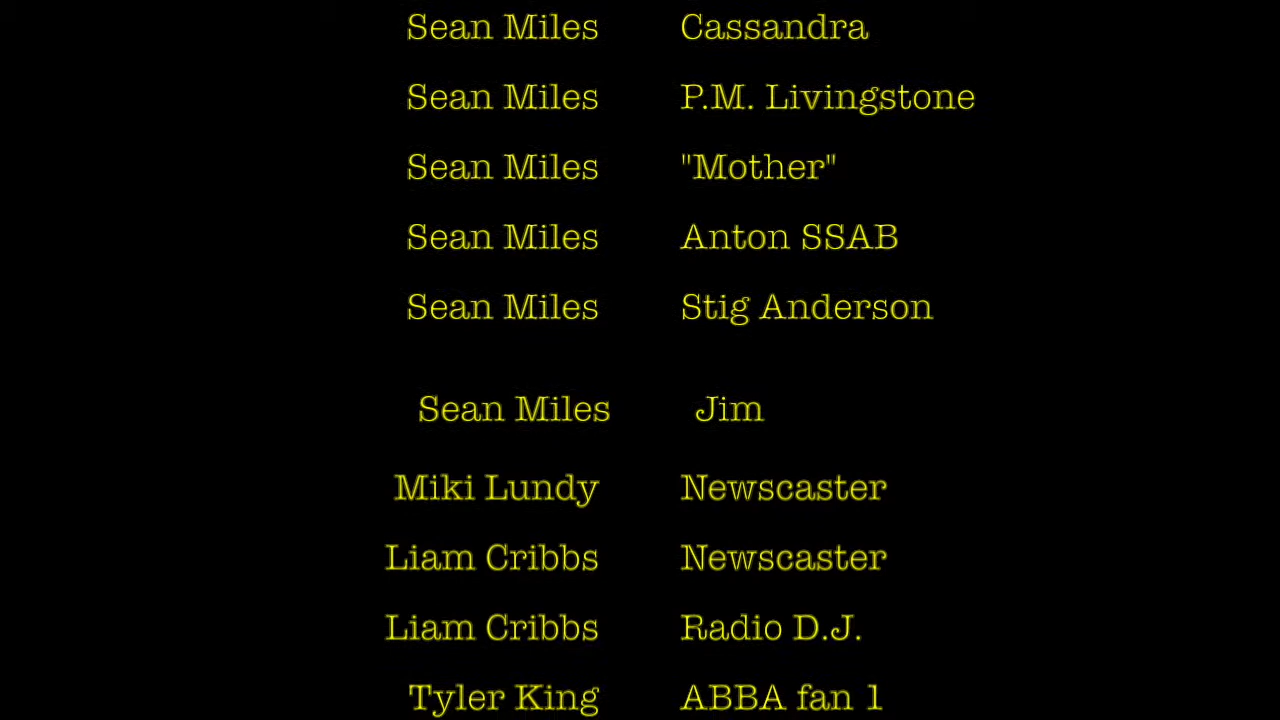 Sean Miles Cassandra
Sean Miles P.M. Livingstone
Sean Miles "Mother"
Sean Miles Anton SSAB
Sean Miles Stig Anderson
Sean Miles Jim
Miki Lundy Newscaster
Liam Cribbs Newscaster
Liam Cribbs Radio D.J.
Tyler King ABBA fan 1